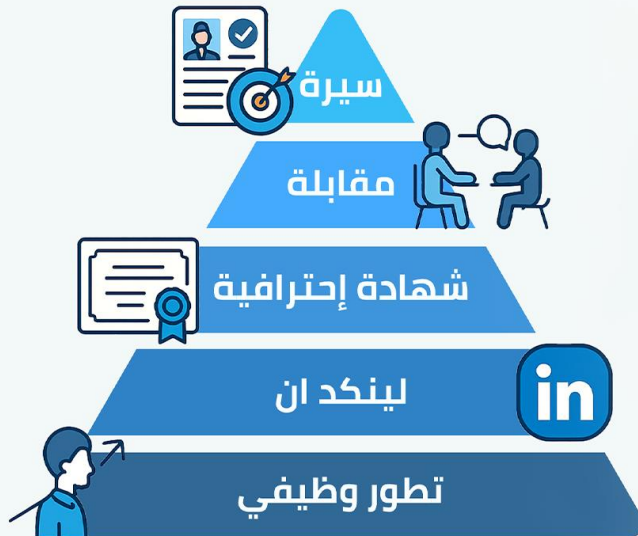 سيرة
مقابلة
شهادة إحترافية
لينكد ان
in
تطور وظيفي